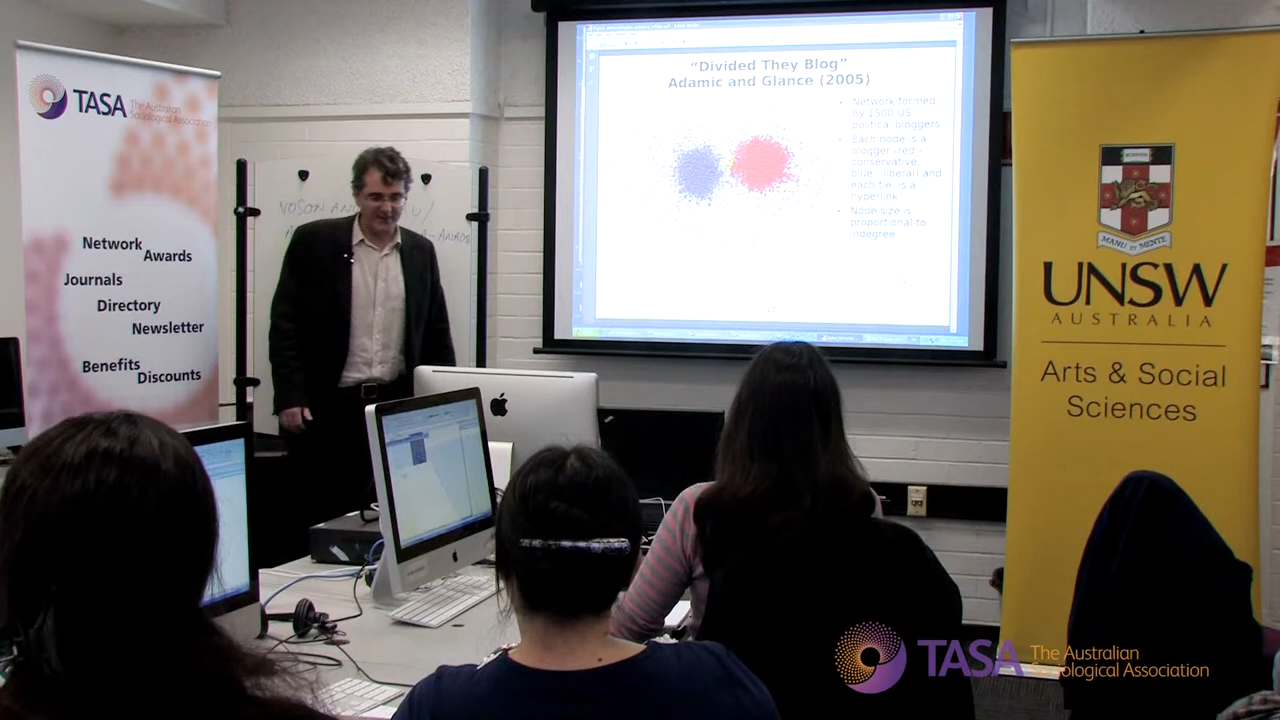 TASA
The Australian
Sociological Association
Network
Awards
Journals
Directory
Newsletter
Benefits
Discounts
VOSON
“Divided They Blog”
Adamic and Glance (2005)
• Network formed
by 1500 US
political bloggers
• Each node is a
blogger (red -
conservative
blue - liberal) and
each tie is a
hyperlink
• Node size is
proportional to
indegree
MANU ET MENTE
UNSW
AUSTRALIA
Arts & Social
Sciences
TASA
The Australian
Sociological Association